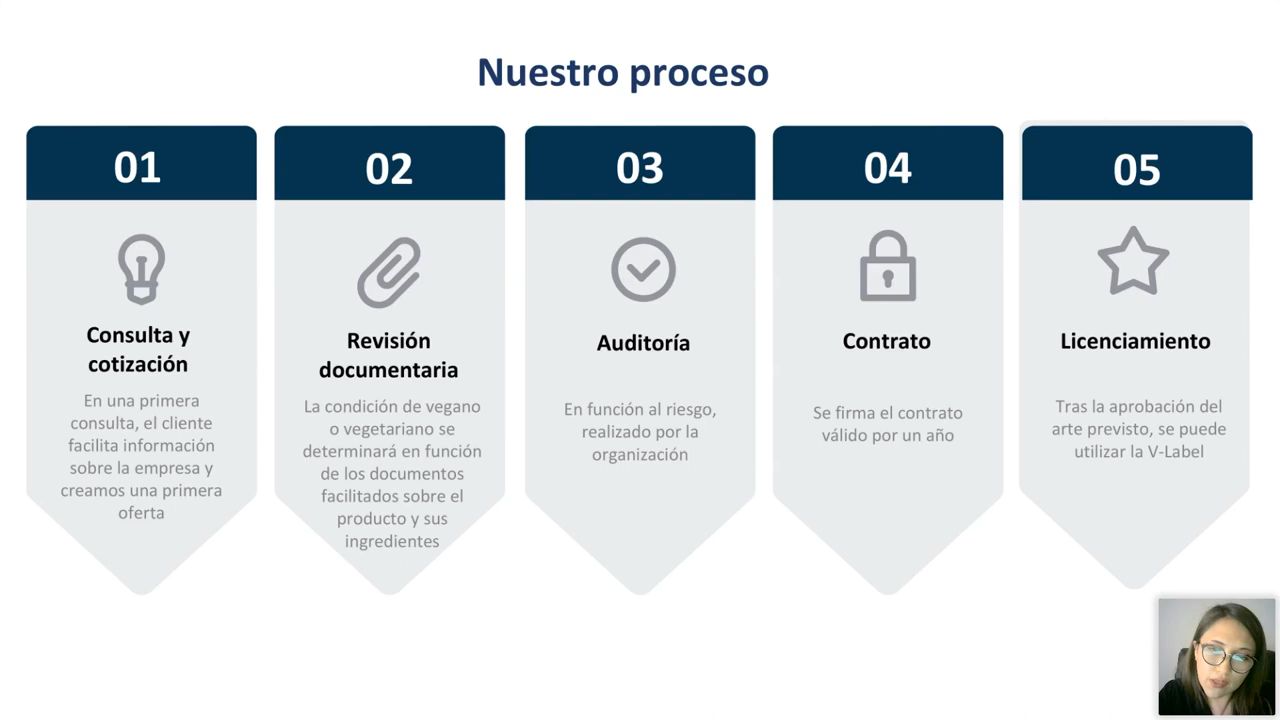 Nuestro proceso
01
Consulta y
cotización
En una primera
consulta, el cliente
facilita información
sobre la empresa y
creamos una primera
oferta
02
Revisión
documentaria
La condición de vegano
o vegetariano se
determinará en función
de los documentos
facilitados sobre el
producto y sus
ingredientes
03
Auditoría
En función al riesgo,
realizado por la
organización
04
Contrato
Se firma el contrato
válido por un año
05
Licenciamiento
Tras la aprobación del
arte previsto, se puede
utilizar la V-Label